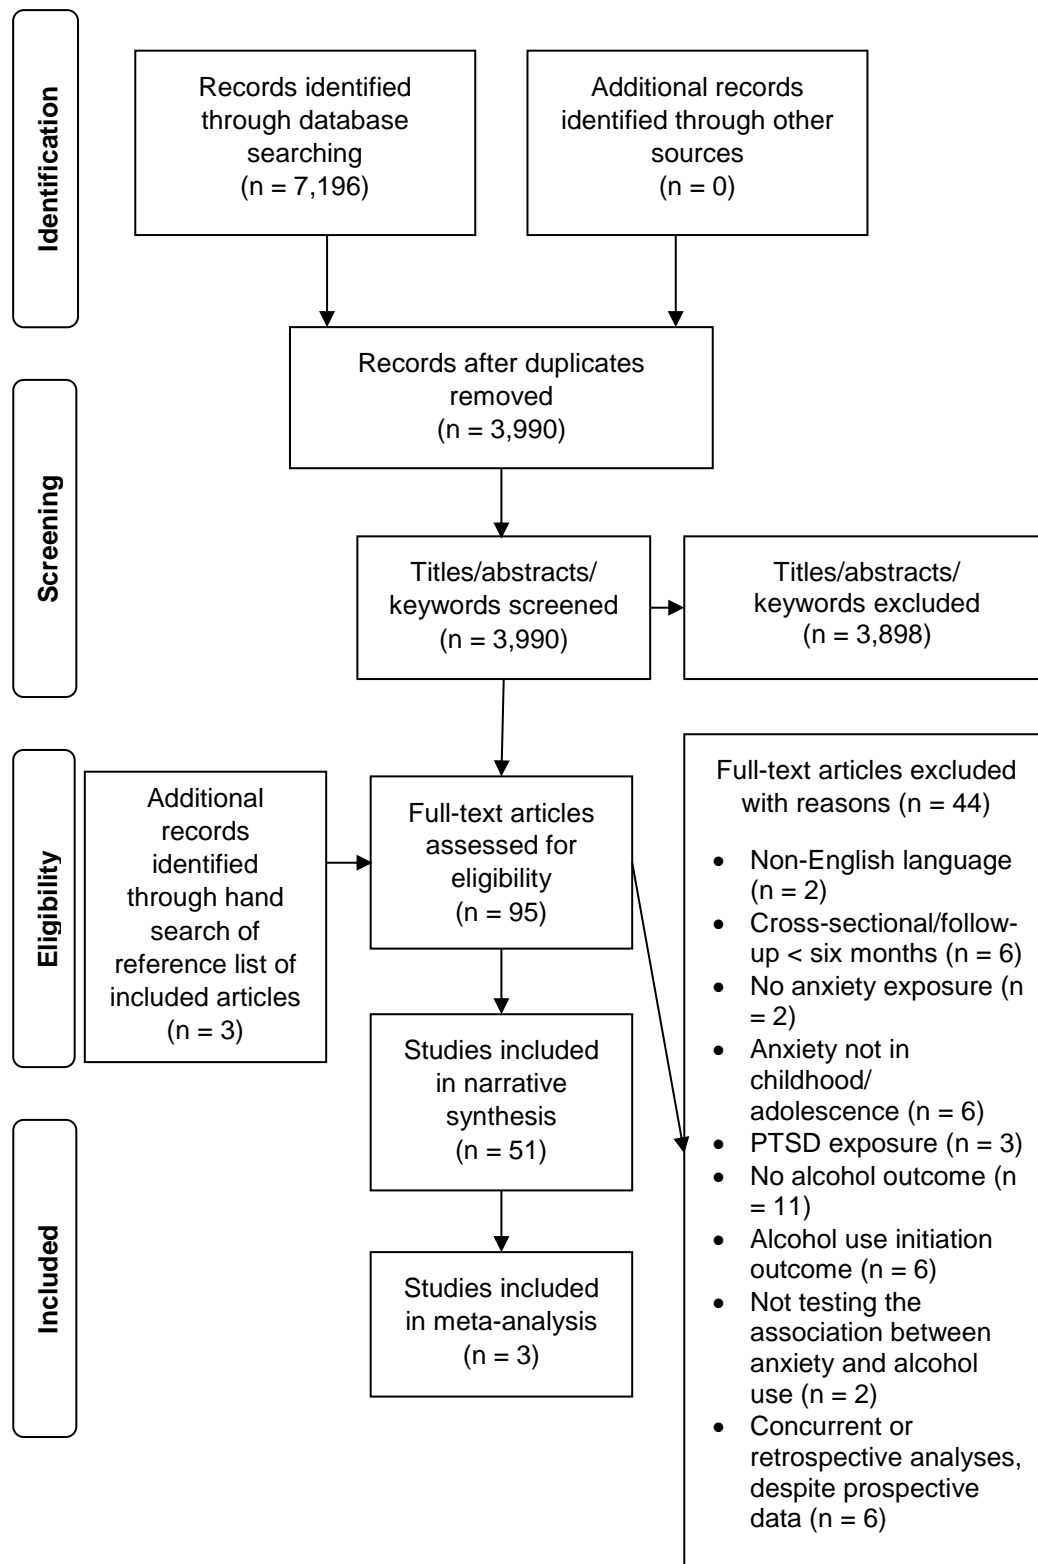 Identification
Records identified
through database
searching
(n = 7,196)
Additional records
identified through other
sources
(n = 0)
Records after duplicates
removed
(n = 3,990)
Screening
Titles/abstracts/
keywords screened
(n = 3,990)
Titles/abstracts/
keywords excluded
(n = 3,898)
Eligibility
Additional
records
identified
through hand
search of
reference list of
included articles
(n = 3)
Full-text articles
assessed for
eligibility
(n = 95)
Full-text articles excluded
with reasons (n = 44)
• Non-English language
(n = 2)
• Cross-sectional/follow-
up < six months (n = 6)
• No anxiety exposure (n
= 2)
• Anxiety not in
childhood/
adolescence (n = 6)
• PTSD exposure (n = 3)
• No alcohol outcome (n
= 11)
• Alcohol use initiation
outcome (n = 6)
• Not testing the
association between
anxiety and alcohol
use (n = 2)
• Concurrent or
retrospective analyses,
despite prospective
data (n = 6)
Studies included
in narrative
synthesis
(n = 51)
Included
Studies included
in meta-analysis
(n = 3)